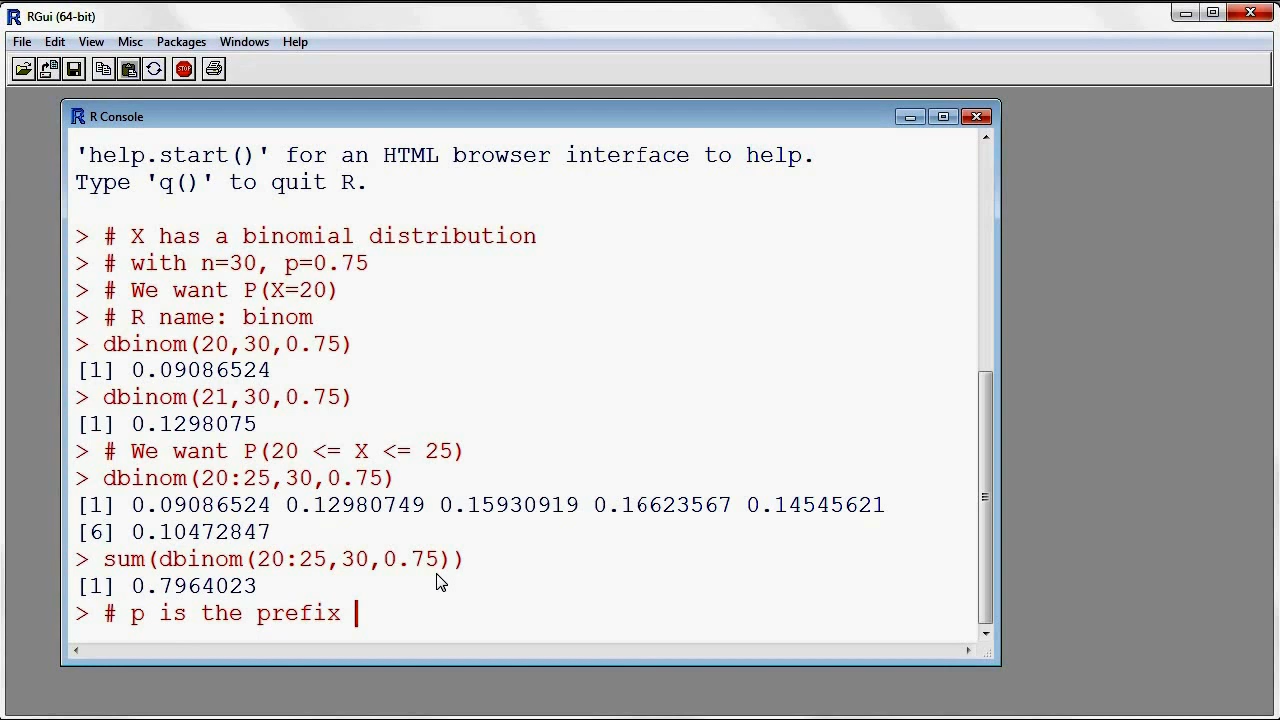 RGui (64-bit)
File Edit View Misc Packages Windows Help
STOP
R Console
'help.start()' for an HTML browser interface to help.
Type 'q()' to quit R.
> # X has a binomial distribution
> # with n=30, p=0.75
> # We want P(X=20)
> # R name: binom
> dbinom(20,30,0.75)
[1] 0.09086524
> dbinom(21,30,0.75)
[1] 0.1298075
> # We want P(20 <= X <= 25)
> dbinom(20:25,30,0.75)
[1] 0.09086524 0.12980749 0.15930919 0.16623567 0.14545621
[6] 0.10472847
> sum(dbinom(20:25,30,0.75))
[1] 0.7964023
> # p is the prefix